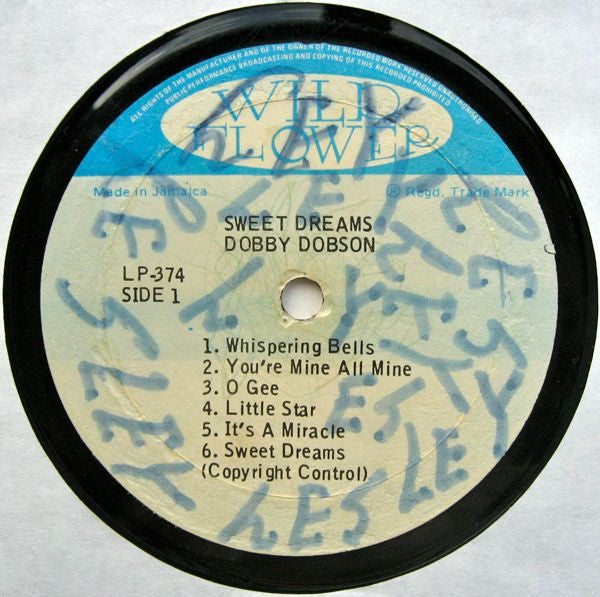 ALL RIGHTS OF THE MANUFACTURER AND OF THE OWNER OF THE RECORDED WORK RESERVED UNAUTHORISED
PUBLIC PERFORMANCE BROADCASTING AND COPYING OF THIS RECORDED PROHIBITED
WILD
FLOWER
Made In Jamaica
® Regd. Trade Mark
SWEET DREAMS
DOBBY DOBSON
LP-374
SIDE 1
1. Whispering Bells
2. You're Mine All Mine
3. O Gee
4. Little Star
5. It's A Miracle
6. Sweet Dreams
(Copyright Control)
LESLEY